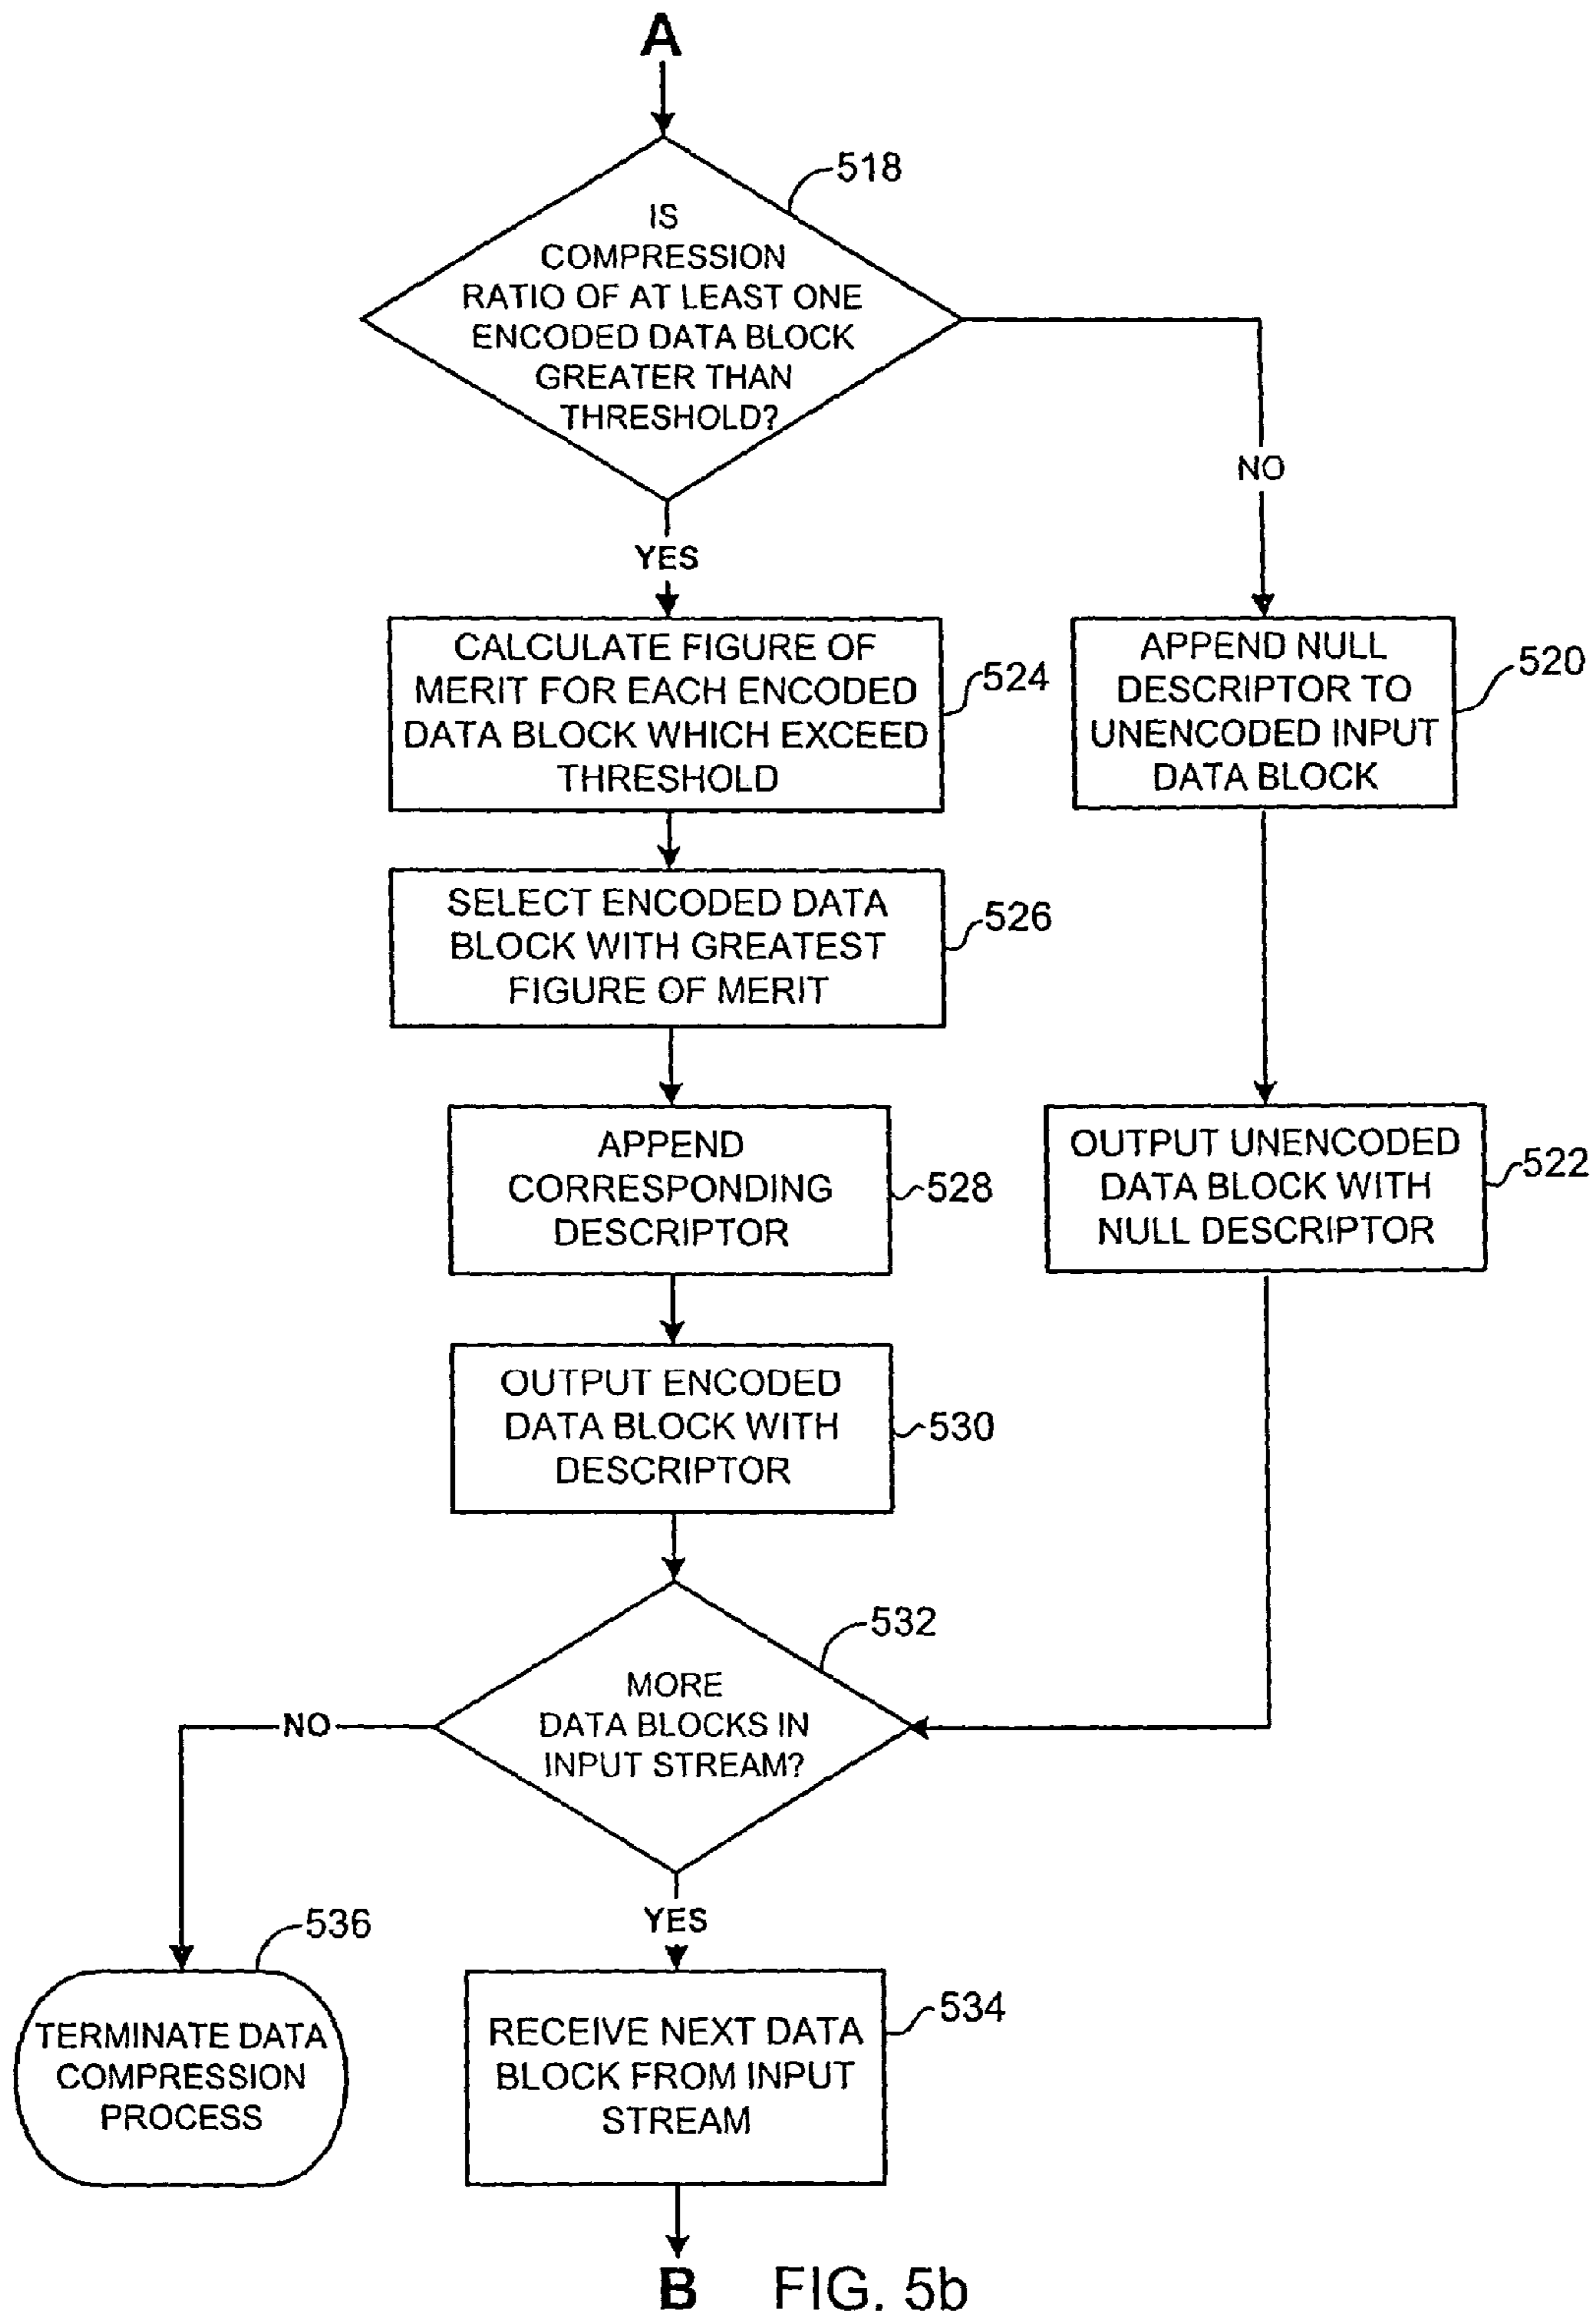 A
518
IS
COMPRESSION
RATIO OF AT LEAST ONE
ENCODED DATA BLOCK
GREATER THAN
THRESHOLD?
NO
YES
CALCULATE FIGURE OF
MERIT FOR EACH ENCODED
DATA BLOCK WHICH EXCEED
THRESHOLD
524
APPEND NULL
DESCRIPTOR TO
UNENCODED INPUT
DATA BLOCK
520
SELECT ENCODED DATA
BLOCK WITH GREATEST
FIGURE OF MERIT
526
APPEND
CORRESPONDING
DESCRIPTOR
528
OUTPUT UNENCODED
DATA BLOCK WITH
NULL DESCRIPTOR
522
OUTPUT ENCODED
DATA BLOCK WITH
DESCRIPTOR
530
532
MORE
DATA BLOCKS IN
INPUT STREAM?
NO
YES
536
TERMINATE DATA
COMPRESSION
PROCESS
534
RECEIVE NEXT DATA
BLOCK FROM INPUT
STREAM
B
FIG. 5b